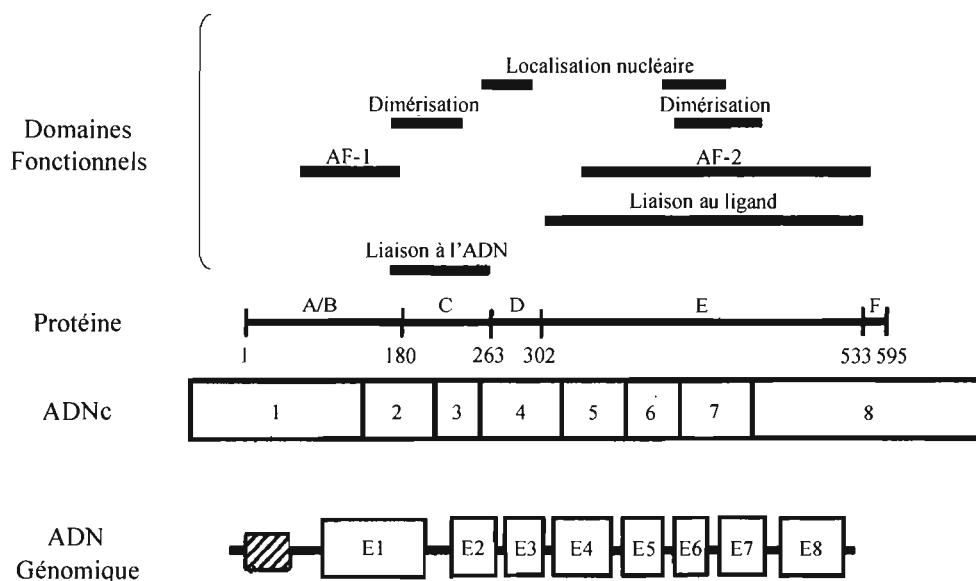 Localisation nucléaire
Dimérisation Dimérisation
Domaines
Fonctionnels
AF-1 AF-2
Liaison au ligand
Liaison à l'ADN
A/B C D E F
Protéine
1 180 263 302 533 595
ADNc 1 2 3 4 5 6 7 8
ADN
Génomique
E1 E2 E3 E4 E5 E6 E7 E8